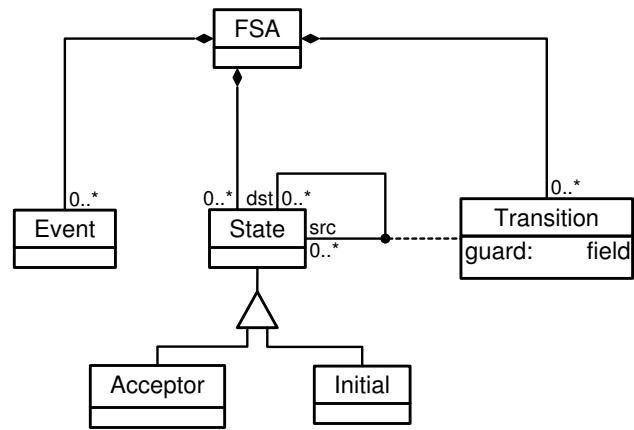 FSA
0..* 0..* dst 0..* 0..*
Event State src Transition
0..* guard: field
Acceptor Initial